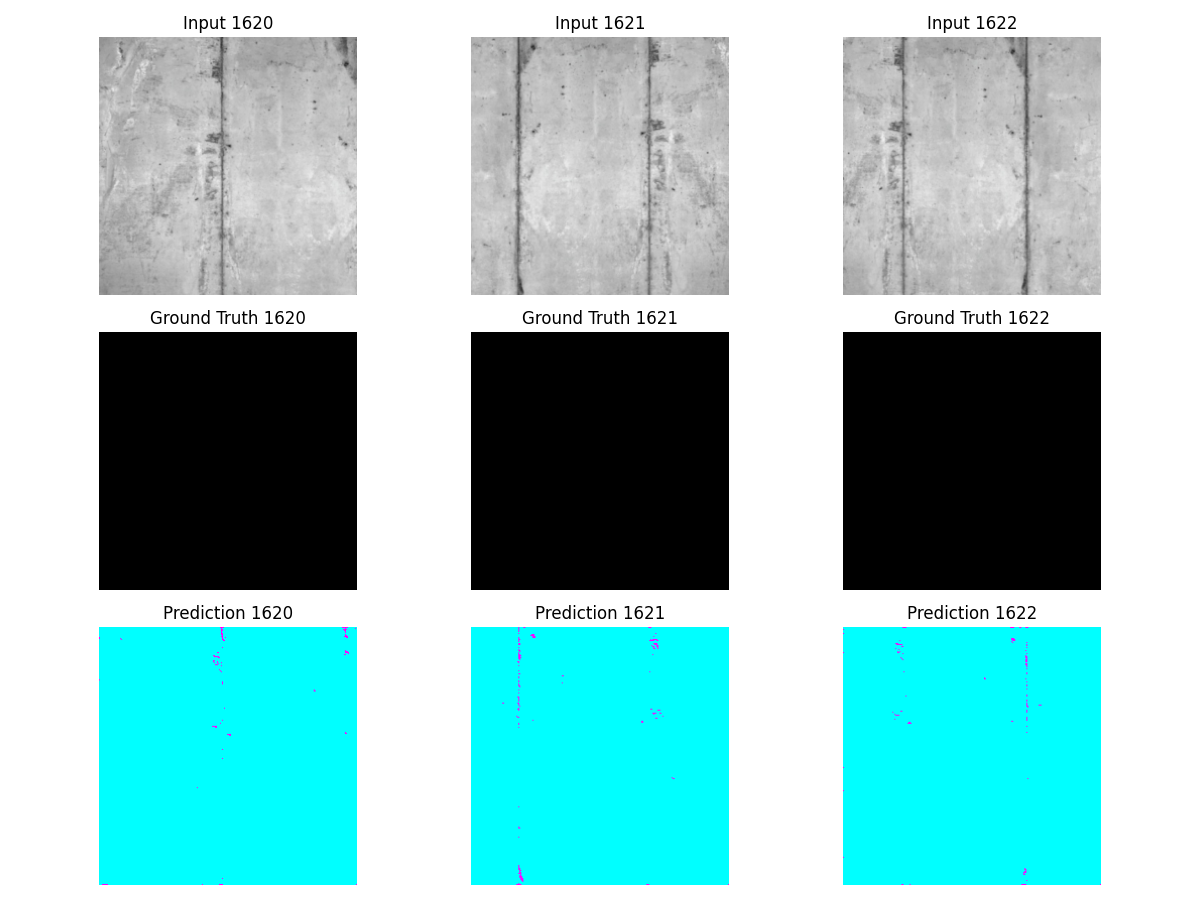 Input 1620
Input 1621
Input 1622
Ground Truth 1620
Ground Truth 1621
Ground Truth 1622
Prediction 1620
Prediction 1621
Prediction 1622